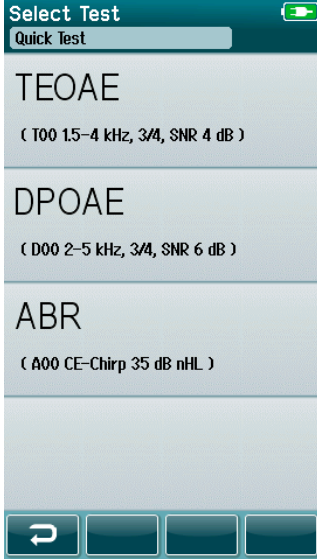 Select Test
Quick Test
TEOAE
( T00 1.5-4 kHz, 3/4, SNR 4 dB )
DPOAE
( D00 2-5 kHz, 3/4, SNR 6 dB )
ABR
( A00 CE-Chirp 35 dB nHL )